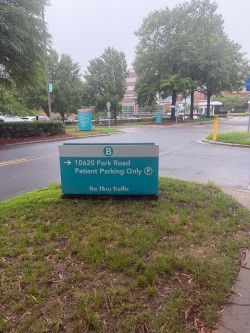 B
→ 10620 Park Road
Patient Parking Only Ⓟ
No Thru Traffic